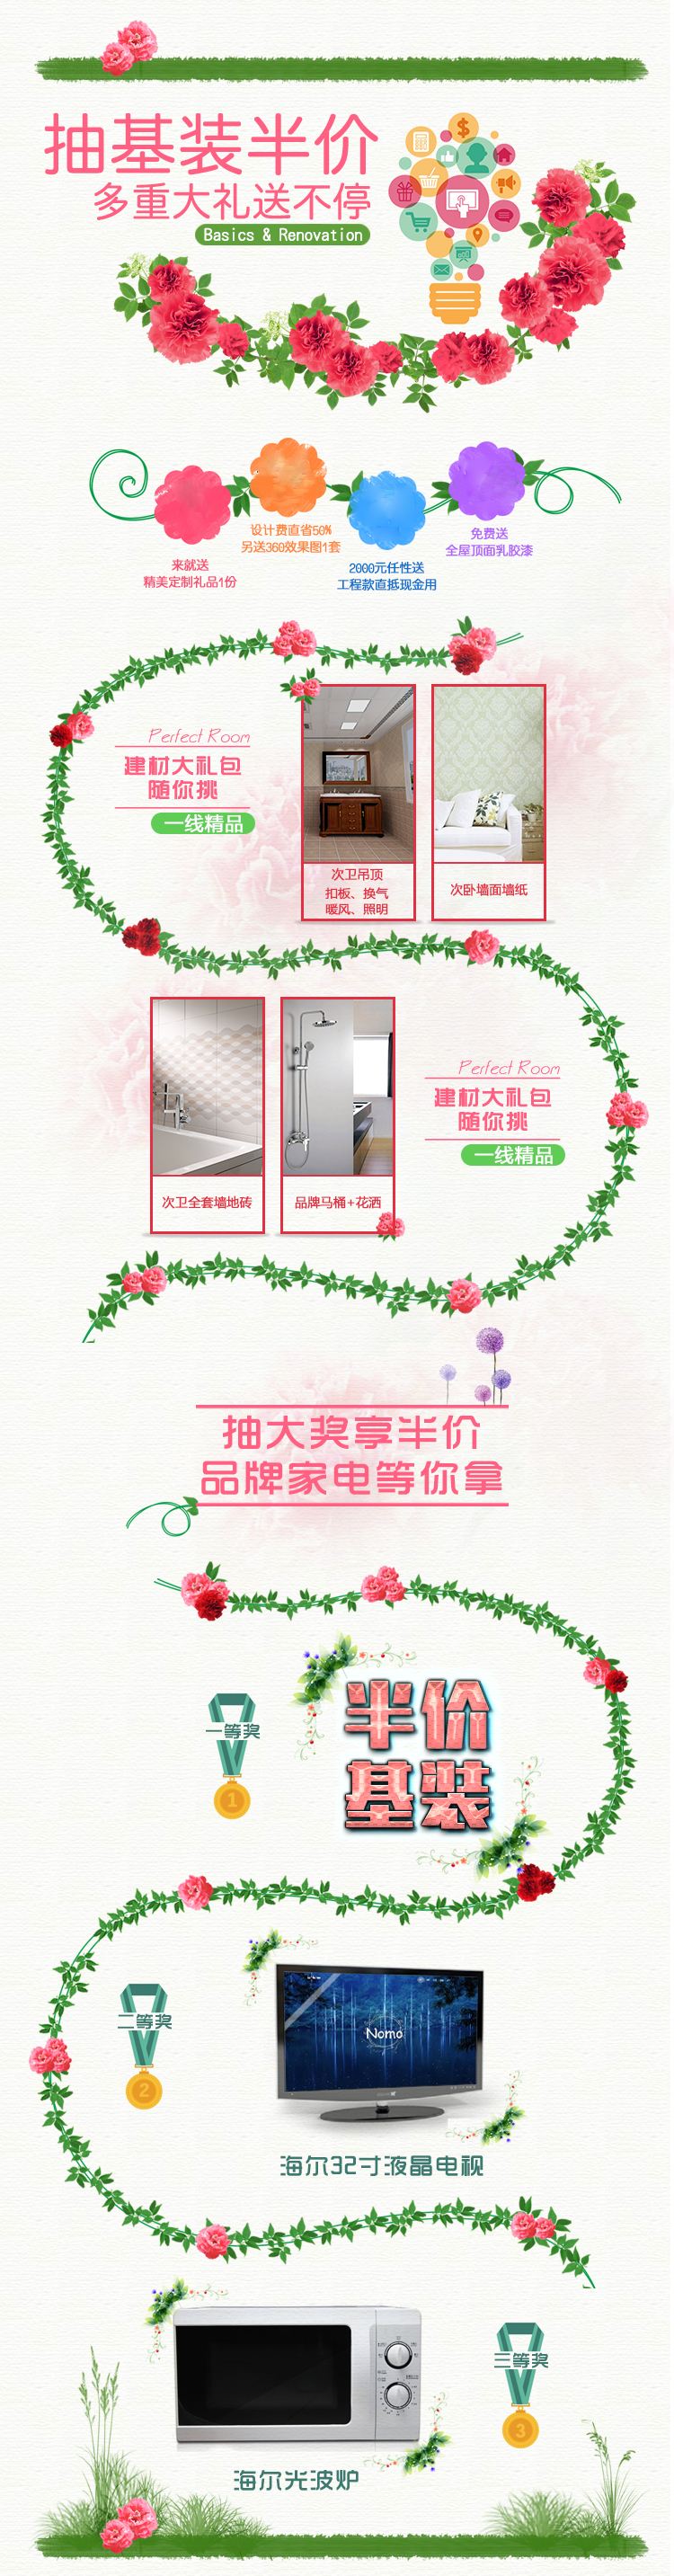 抽基装半价
多重大礼送不停
Basics & Renovation
设计费直省50%
另送360效果图1套
免费送
全屋顶面乳胶漆
来就送
精美定制礼品1份
2000元任性送
工程款直抵现金用
Perfect Room
建材大礼包
随你挑
一线精品
次卫吊顶
扣板、换气
暖风、照明
次卧墙面墙纸
Perfect Room
建材大礼包
随你挑
一线精品
次卫全套墙地砖
品牌马桶+花洒
抽大奖享半价
品牌家电等你拿
一等奖
1
半价
基装
二等奖
2
Nomo
海尔32寸液晶电视
三等奖
3
海尔光波炉